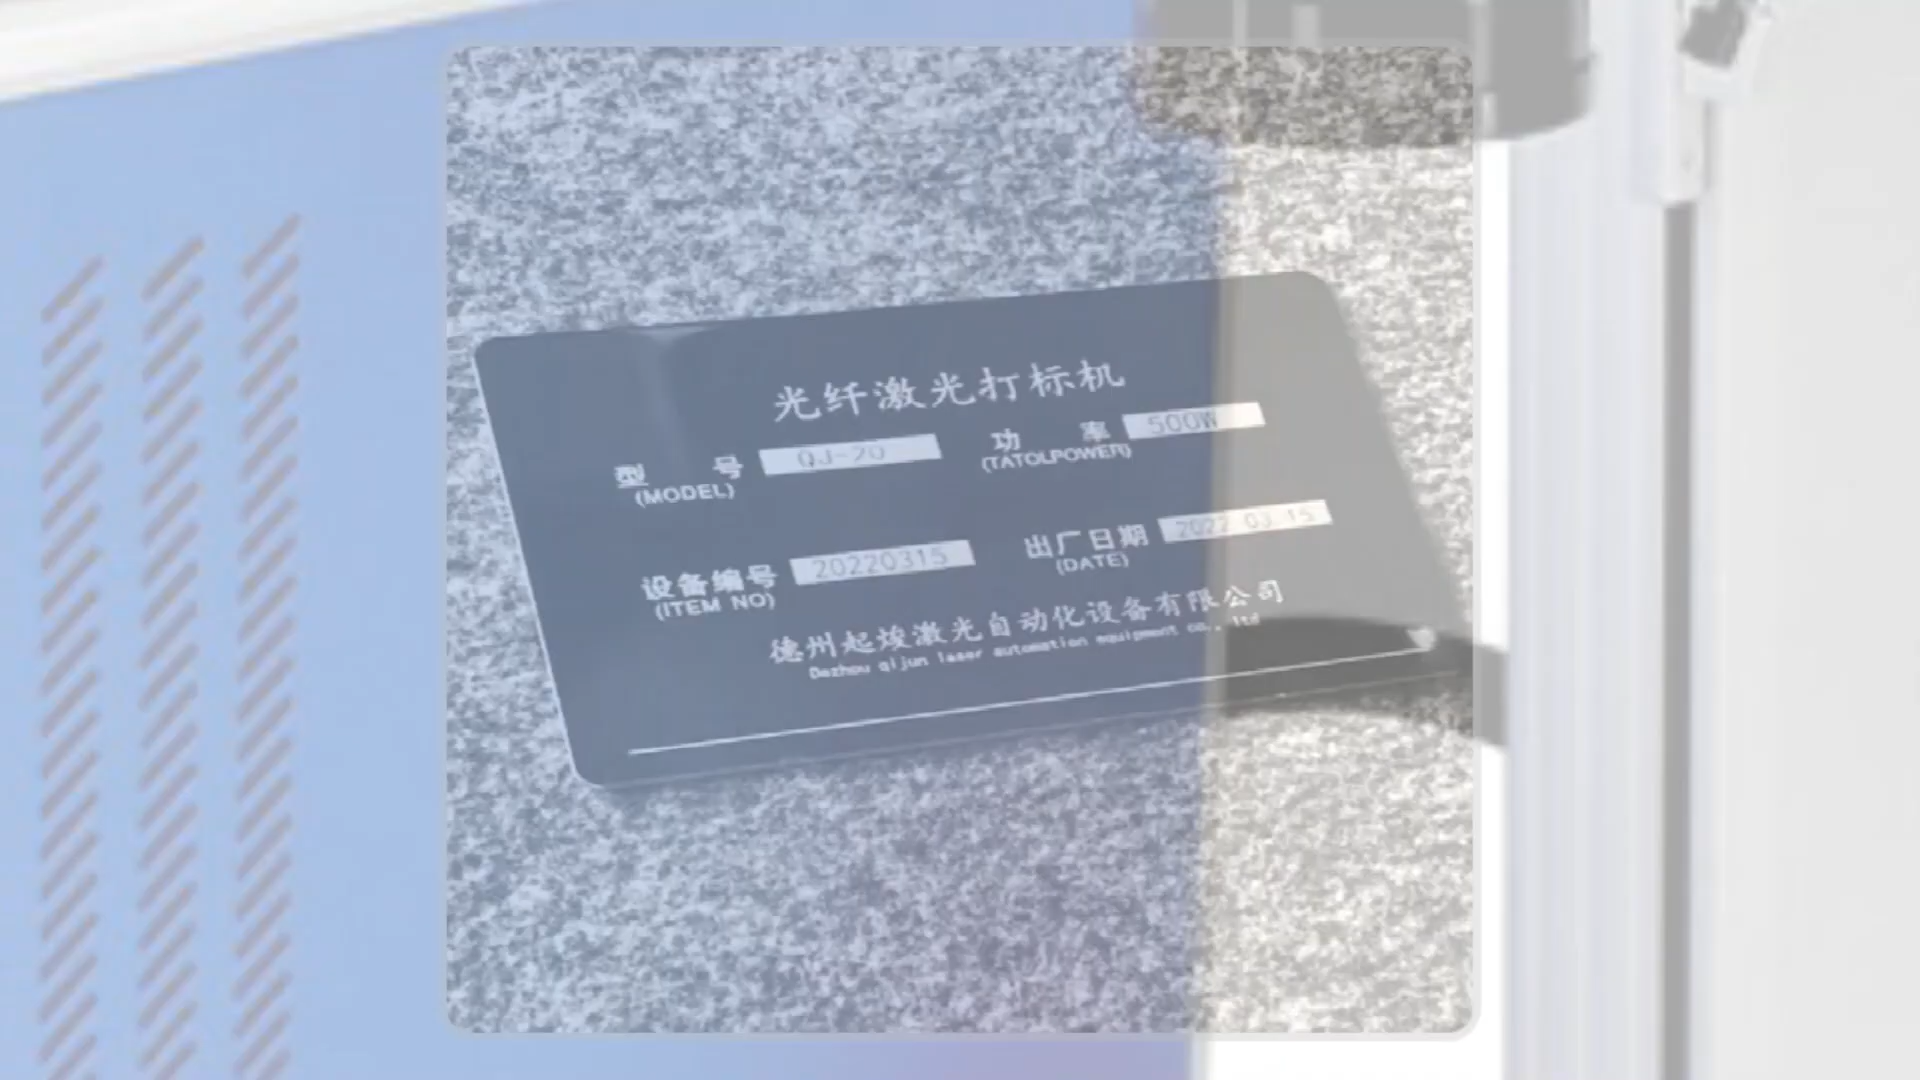 光纤激光打标机
型 号 QJ-20 功 率 500W
(MODEL) (TATOLPOWER)
设备编号 20220315 出厂日期 2022 03 15
(ITEM NO) (DATE)
德州起焌激光自动化设备有限公司
Dezhou qijun laser automation equipment co., ltd